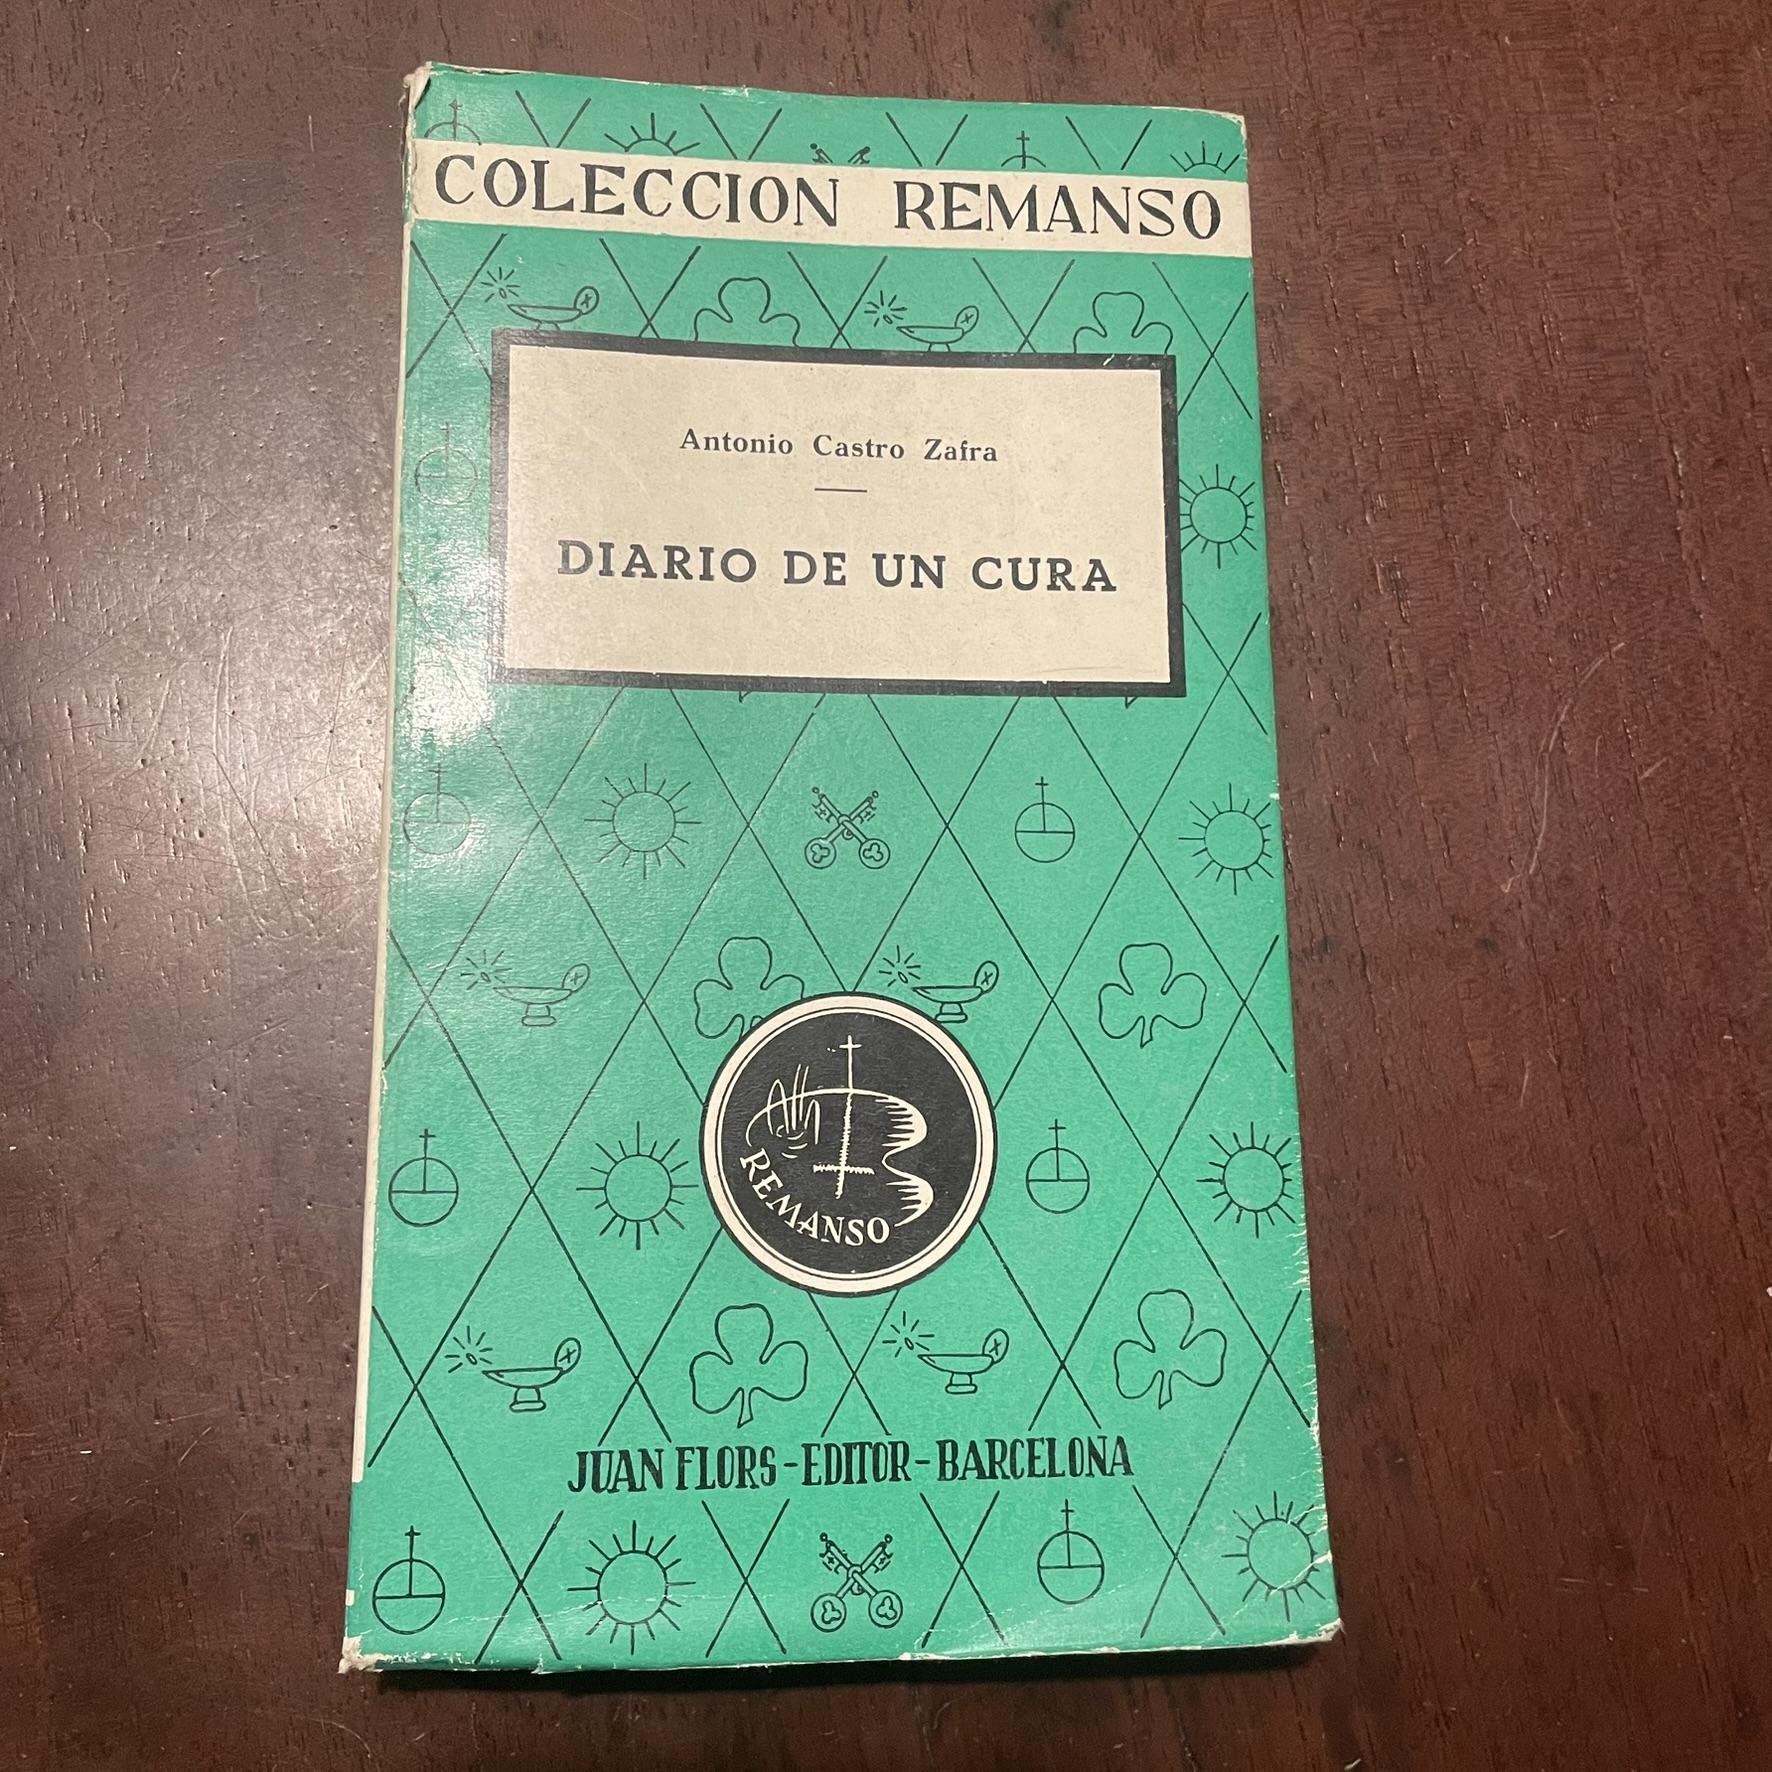 COLECCION REMANSO
Antonio Castro Zafra
DIARIO DE UN CURA
REMANSO
JUAN FLORS-EDITOR-BARCELONA